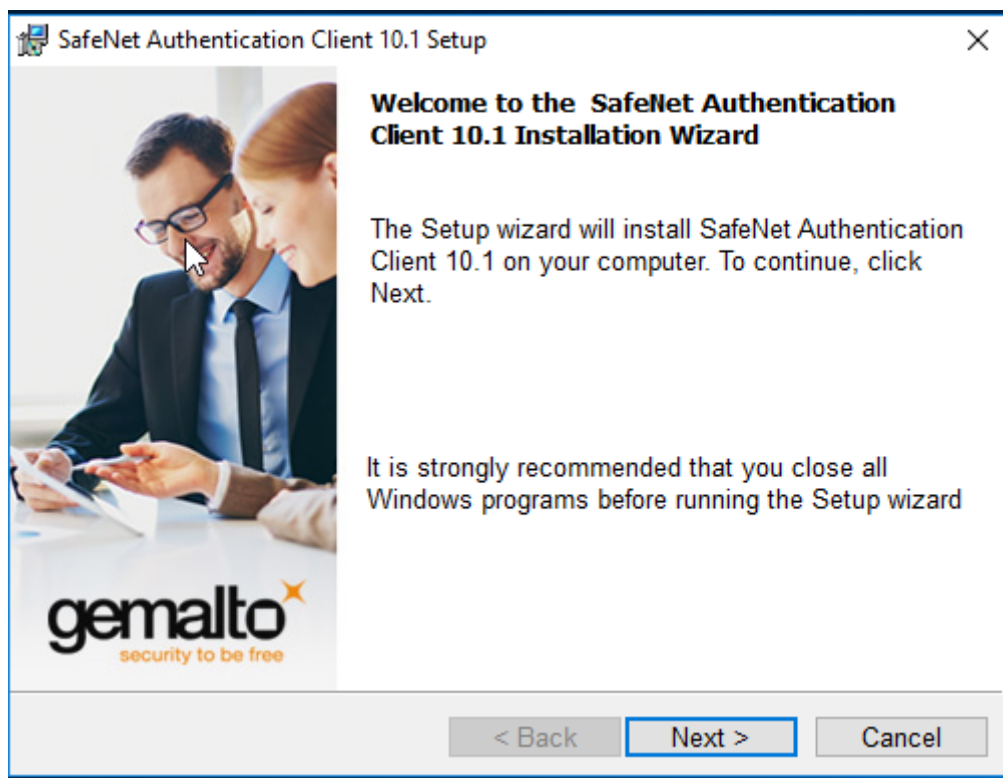 SafeNet Authentication Client 10.1 Setup
Welcome to the SafeNet Authentication
Client 10.1 Installation Wizard
The Setup wizard will install SafeNet Authentication
Client 10.1 on your computer. To continue, click
Next.
It is strongly recommended that you close all
Windows programs before running the Setup wizard
gemalto
security to be free
< Back
Next >
Cancel